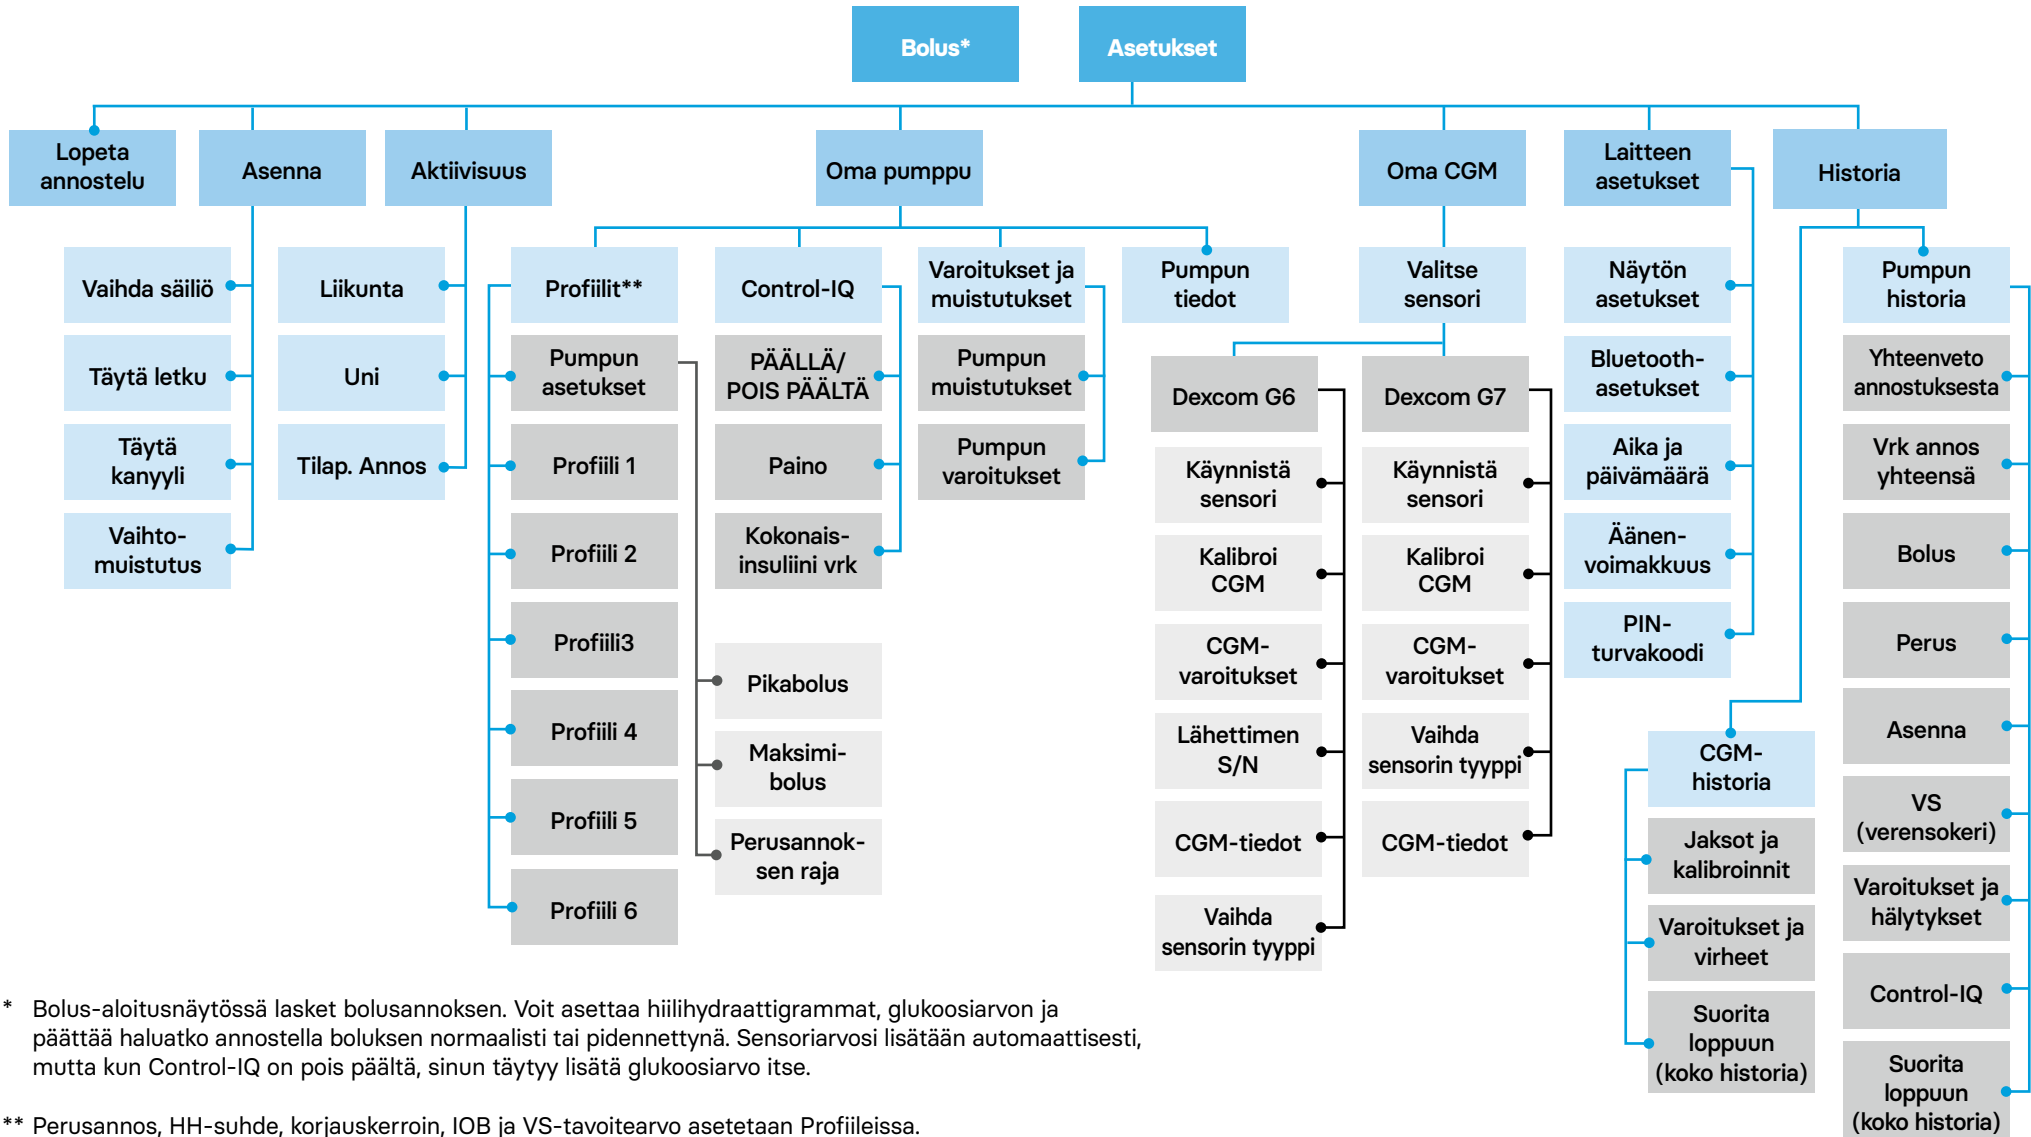 Bolus*
Asetukset
Lopeta
annostelu
Asenna
Aktiivisuus
Oma pumppu
Oma CGM
Laitteen
asetukset
Historia
Vaihda säiliö
Täytä letku
Täytä
kanyyli
Vaihto-
muistutus
Liikunta
Uni
Tilap. Annos
Profiilit**
Pumpun
asetukset
Profiili 1
Profiili 2
Profiili3
Profiili 4
Profiili 5
Profiili 6
Pikabolus
Maksimi-
bolus
Perusannok-
sen raja
Control-IQ
PÄÄLLÄ/
POIS PÄÄLTÄ
Paino
Kokonais-
insuliini vrk
Varoitukset ja
muistutukset
Pumpun
muistutukset
Pumpun
varoitukset
Pumpun
tiedot
Valitse
sensori
Dexcom G6
Käynnistä
sensori
Kalibroi
CGM
CGM-
varoitukset
Lähettimen
S/N
CGM-tiedot
Vaihda
sensorin tyyppi
Dexcom G7
Käynnistä
sensori
Kalibroi
CGM
CGM-
varoitukset
Vaihda
sensorin tyyppi
CGM-tiedot
Näytön
asetukset
Bluetooth-
asetukset
Aika ja
päivämäärä
Äänen-
voimakkuus
PIN-
turvakoodi
CGM-
historia
Jaksot ja
kalibroinnit
Varoitukset ja
virheet
Suorita
loppuun
(koko historia)
Pumpun
historia
Yhteenveto
annostuksesta
Vrk annos
yhteensä
Bolus
Perus
Asenna
VS
(verensokeri)
Varoitukset ja
hälytykset
Control-IQ
Suorita
loppuun
(koko historia)
* Bolus-aloitusnäytössä lasket bolusannoksen. Voit asettaa hiilihydraattigrammat, glukoosiarvon ja
päättää haluatko annostella boluksen normaalisti tai pidennettynä. Sensoriarvosi lisätään automaattisesti,
mutta kun Control-IQ on pois päältä, sinun täytyy lisätä glukoosiarvo itse.
** Perusannos, HH-suhde, korjauskerroin, IOB ja VS-tavoitearvo asetetaan Profiileissa.